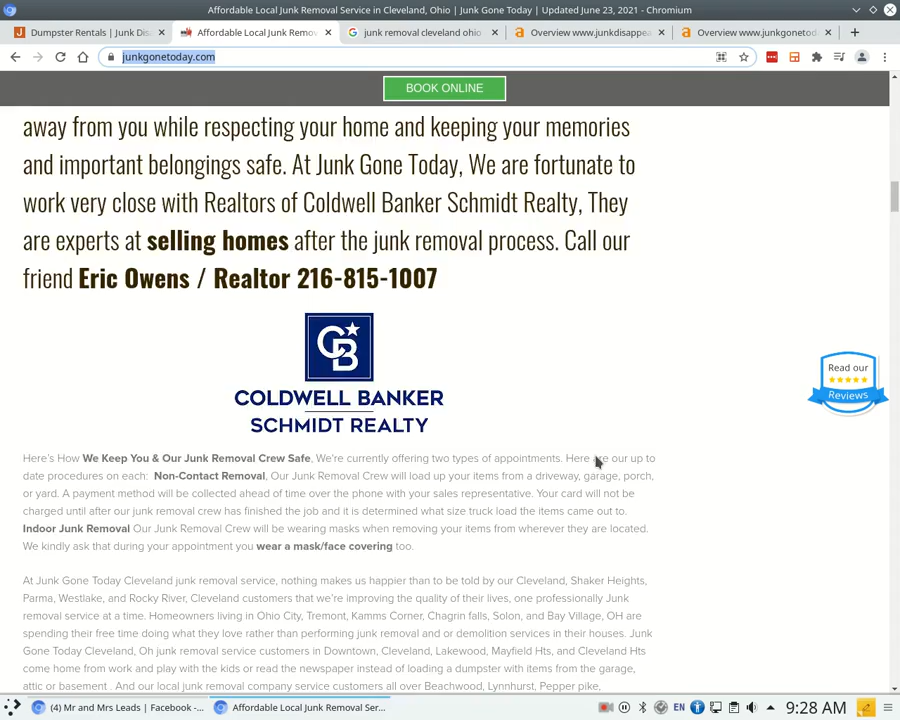 Affordable Local Junk Removal Service in Cleveland, Ohio | Junk Gone Today | Updated June 23, 2021 - Chromium
Dumpster Rentals | Junk Dis
Affordable Local Junk Remov
junk removal cleveland ohio
Overview www.junkdisappea
Overview www.junkgonetod
junkgonetoday.com
BOOK ONLINE
away from you while respecting your home and keeping your memories
and important belongings safe. At Junk Gone Today, We are fortunate to
work very close with Realtors of Coldwell Banker Schmidt Realty, They
are experts at selling homes after the junk removal process. Call our
friend Eric Owens / Realtor 216-815-1007
CB
COLDWELL BANKER
SCHMIDT REALTY
Read our
Reviews
Here's How We Keep You & Our Junk Removal Crew Safe, We're currently offering two types of appointments. Here are our up to
date procedures on each: Non-Contact Removal, Our Junk Removal Crew will load up your items from a driveway, garage, porch,
or yard. A payment method will be collected ahead of time over the phone with your sales representative. Your card will not be
charged until after our junk removal crew has finished the job and it is determined what size truck load the items came out to.
Indoor Junk Removal Our Junk Removal Crew will be wearing masks when removing your items from wherever they are located.
We kindly ask that during your appointment you wear a mask/face covering too.
At Junk Gone Today Cleveland junk removal service, nothing makes us happier than to be told by our Cleveland, Shaker Heights,
Parma, Westlake, and Rocky River, Cleveland customers that we're improving the quality of their lives, one professionally Junk
removal service at a time. Homeowners living in Ohio City, Tremont, Kamms Corner, Chagrin falls, Solon, and Bay Village, OH are
spending their free time doing what they love rather than performing junk removal and or demolition services in their houses. Junk
Gone Today Cleveland, Oh junk removal service customers in Downtown, Cleveland, Lakewood, Mayfield Hts, and Cleveland Hts
come home from work and play with the kids or read the newspaper instead of loading a dumpster with items from the garage,
attic or basement . And our local junk removal company service customers all over Beachwood, Lynnhurst, Pepper pike,
(4) Mr and Mrs Leads | Facebook - ...
Affordable Local Junk Removal Ser...
EN
9:28 AM